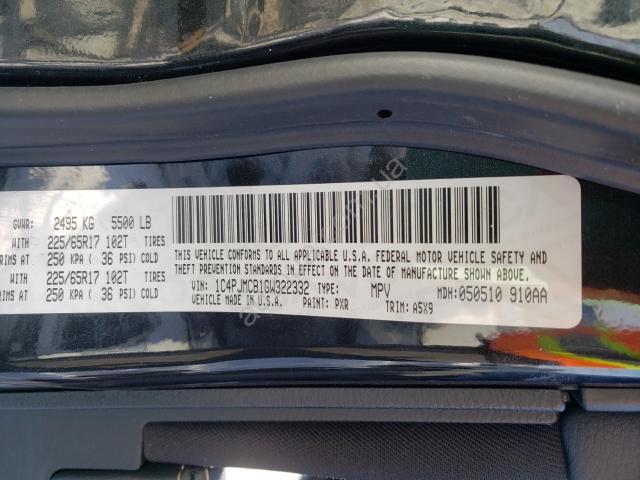 GVWR: 2495 KG 5500 LB
WITH 225/65R17 102T TIRES
RIMS AT 250 KPA ( 36 PSI) COLD
WITH 225/65R17 102T TIRES
RIMS AT 250 KPA ( 36 PSI) COLD
THIS VEHICLE CONFORMS TO ALL APPLICABLE U.S.A. FEDERAL MOTOR VEHICLE SAFETY AND
THEFT PREVENTION STANDARDS IN EFFECT ON THE DATE OF MANUFACTURE SHOWN ABOVE.
VIN: 1C4PJMCB1GW322332 TYPE: MPV MDH: 050510 910AA
PAINT: PXR TRIM: A5X9